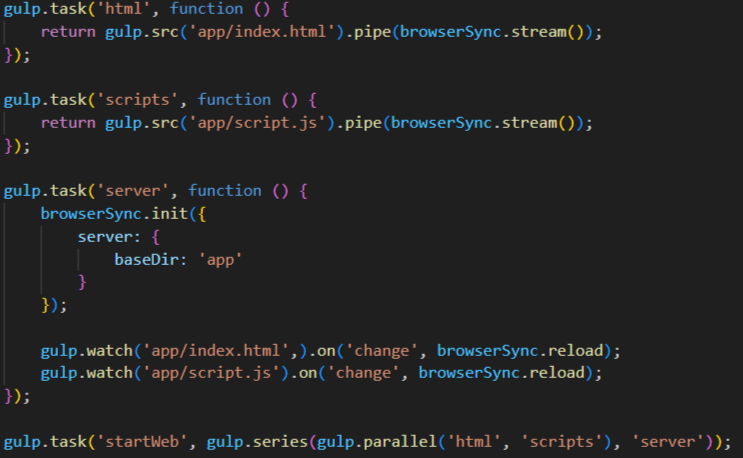 gulp.task('html', function () {
    return gulp.src('app/index.html').pipe(browserSync.stream());
});

gulp.task('scripts', function () {
    return gulp.src('app/script.js').pipe(browserSync.stream());
});

gulp.task('server', function () {
    browserSync.init({
        server: {
            baseDir: 'app'
        }
    });

    gulp.watch('app/index.html',).on('change', browserSync.reload);
    gulp.watch('app/script.js').on('change', browserSync.reload);
});

gulp.task('startWeb', gulp.series(gulp.parallel('html', 'scripts'), 'server'));